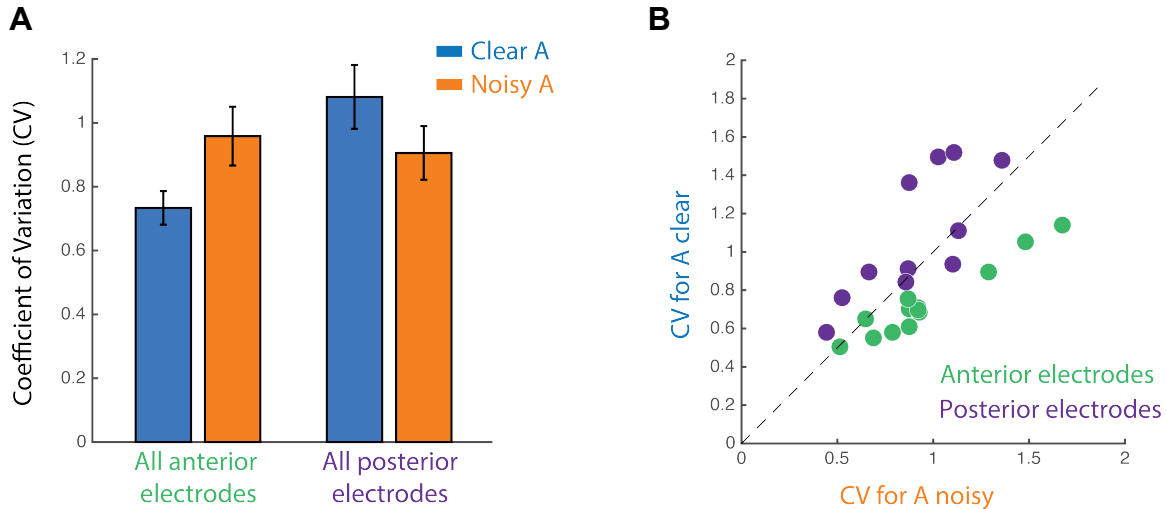 A
Clear A
Noisy A
Coefficient of Variation (CV)
1.2
1
0.8
0.6
0.4
0.2
0
All anterior
electrodes
All posterior
electrodes
B
CV for A clear
2
1.8
1.6
1.4
1.2
1
0.8
0.6
0.4
0.2
0
Anterior electrodes
Posterior electrodes
0
0.5
1
1.5
2
CV for A noisy